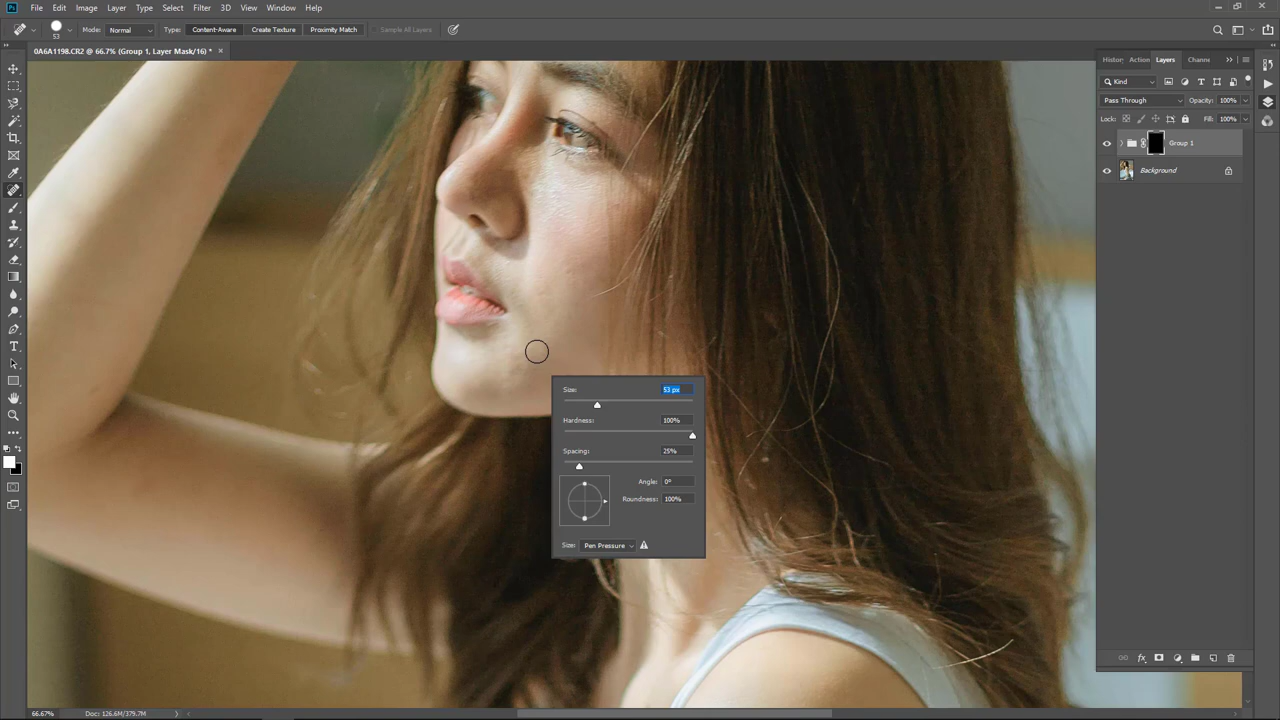 Ps File Edit Image Layer Type Select Filter 3D View Window Help
53 Mode: Normal Type: Content-Aware Create Texture Proximity Match Sample All Layers
0A6A1198.CR2 @ 66.7% (Group 1, Layer Mask/16) * ×
Histor Action Layers Channe
Kind
Pass Through Opacity: 100%
Lock: Fill: 100%
Group 1
Background
Size: 53 px
Hardness: 100%
Spacing: 25%
Angle: 0º
Roundness: 100%
Size: Pen Pressure
66.67% Doc: 126.6M/379.7M